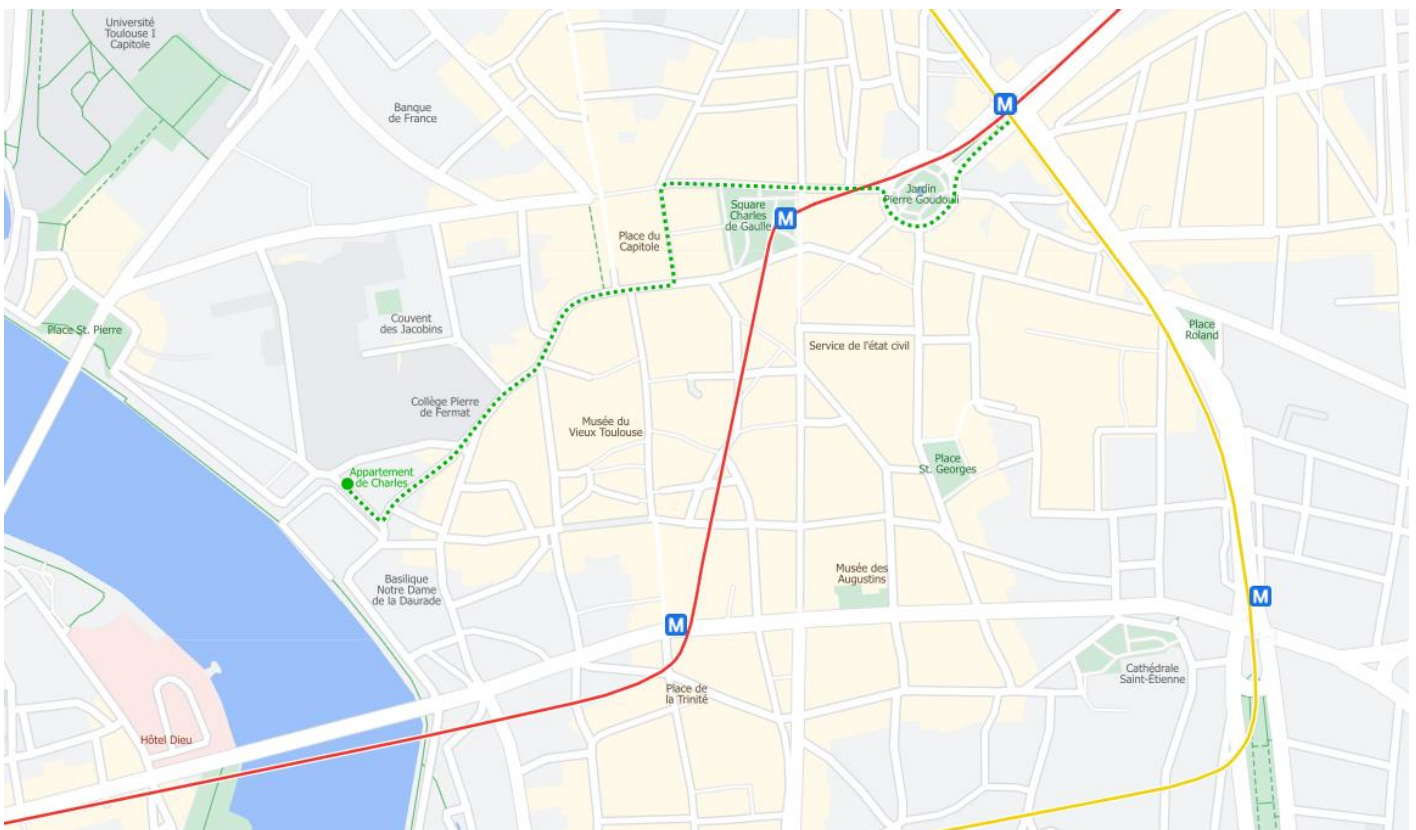 Université
Toulouse I
Capitole
Banque
de France
M
Jardin
Pierre Goudouli
Square
Charles
de Gaulle
M
Place du
Capitole
Couvent
des Jacobins
Place St. Pierre
Place
Roland
Service de l'état civil
Collège Pierre
de Fermat
Musée du
Vieux Toulouse
Place
St. Georges
Appartement
de Charles
Musée des
Augustins
Basilique
Notre Dame
de la Daurade
M
M
Cathédrale
Saint-Étienne
Place de
la Trinité
Hôtel Dieu